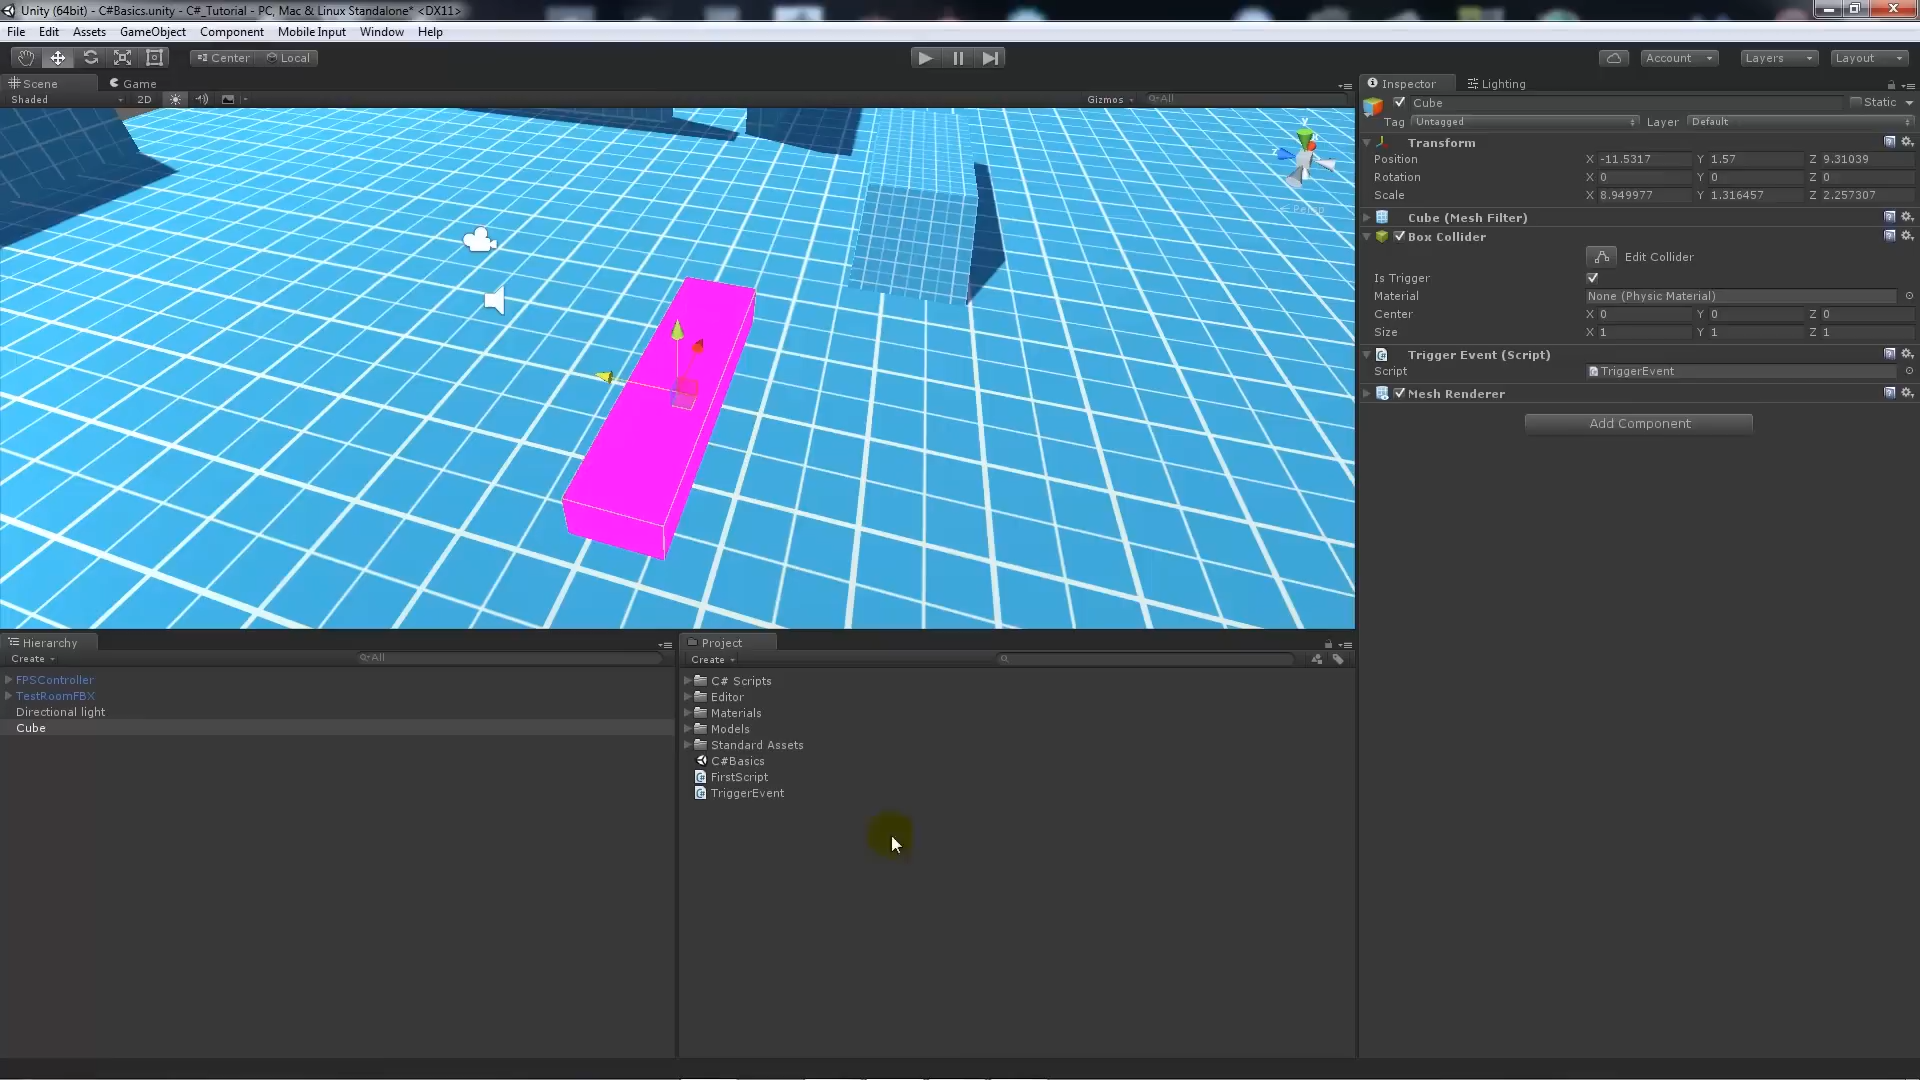 Unity (64bit) - C#Basics.unity - C#_Tutorial - PC, Mac & Linux Standalone* <DX11>
File Edit Assets GameObject Component Mobile Input Window Help
Center Local Account Layers Layout
Scene Game Inspector Lighting
Shaded 2D Gizmos All
Cube Static
Tag Untagged Layer Default
Transform
Position X -11.5317 Y 1.57 Z 9.31039
Rotation X 0 Y 0 Z 0
Scale X 8.949977 Y 1.316457 Z 2.257307
y
x
z
Persp
Cube (Mesh Filter)
Box Collider
Edit Collider
Is Trigger
Material None (Physic Material)
Center X 0 Y 0 Z 0
Size X 1 Y 1 Z 1
Trigger Event (Script)
Script TriggerEvent
Mesh Renderer
Add Component
Hierarchy
Create All
FPSController
TestRoomFBX
Directional light
Cube
Project
Create
C# Scripts
Editor
Materials
Models
Standard Assets
C#Basics
FirstScript
TriggerEvent